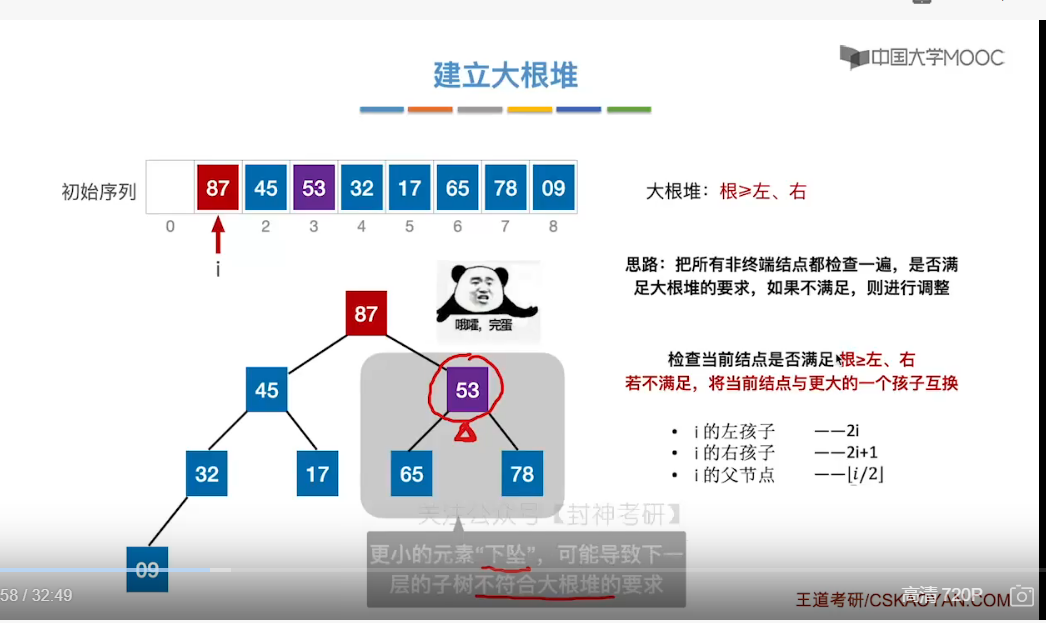 中国大学MOOC
建立大根堆
初始序列 87 45 53 32 17 65 78 09
0 2 3 4 5 6 7 8
i
大根堆：根≥左、右
思路：把所有非终端结点都检查一遍，是否满
足大根堆的要求，如果不满足，则进行调整
87
哦嚯，完蛋
检查当前结点是否满足 根≥左、右
若不满足，将当前结点与更大的一个孩子互换
45 53
• i 的左孩子 ——2i
• i 的右孩子 ——2i+1
• i 的父节点 ——⌊i/2⌋
32 17 65 78
关注公众号【封神考研】
更小的元素“下坠”，可能导致下一
层的子树不符合大根堆的要求
09
58 / 32:49
高清 720P
王道考研/CSKAOYAN.COM